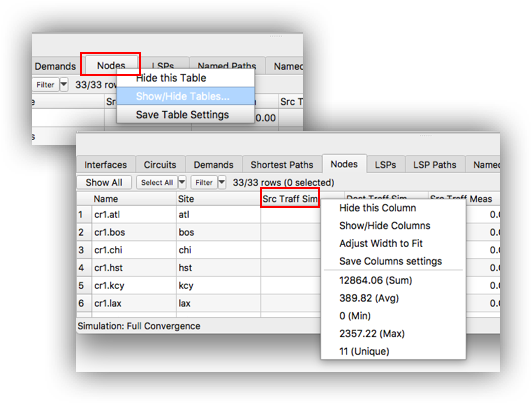 Demands Nodes LSPs Named Paths Named
Filter 33/33 row
Hide this Table
Show/Hide Tables...
Save Table Settings
Src T
0.00
Interfaces Circuits Demands Shortest Paths Nodes LSPs LSP Paths Named
Show All Select All Filter 33/33 rows (0 selected)
Name Site Src Traff Sim Dest Traff Sim Src Traff Meas
1 cr1.atl atl 0.0
2 cr1.bos bos 0.0
3 cr1.chi chi 0.0
4 cr1.hst hst 0.0
5 cr1.kcy kcy 0.0
6 cr1.lax lax 0.0
Hide this Column
Show/Hide Columns
Adjust Width to Fit
Save Columns settings
12864.06 (Sum)
389.82 (Avg)
0 (Min)
2357.22 (Max)
11 (Unique)
Simulation: Full Convergence